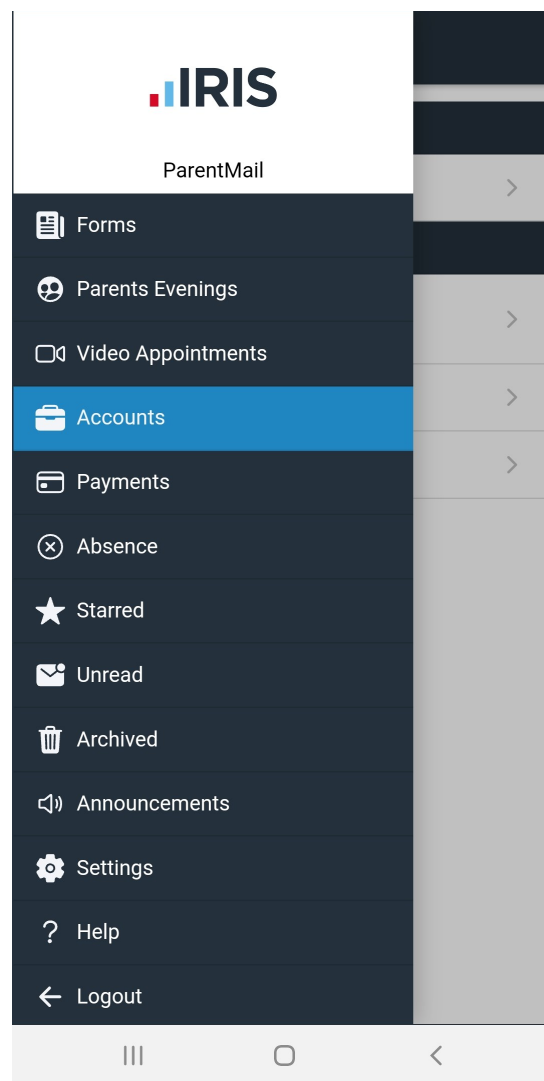 IRIS
ParentMail
Forms
Parents Evenings
Video Appointments
Accounts
Payments
Absence
Starred
Unread
Archived
Announcements
Settings
Help
Logout